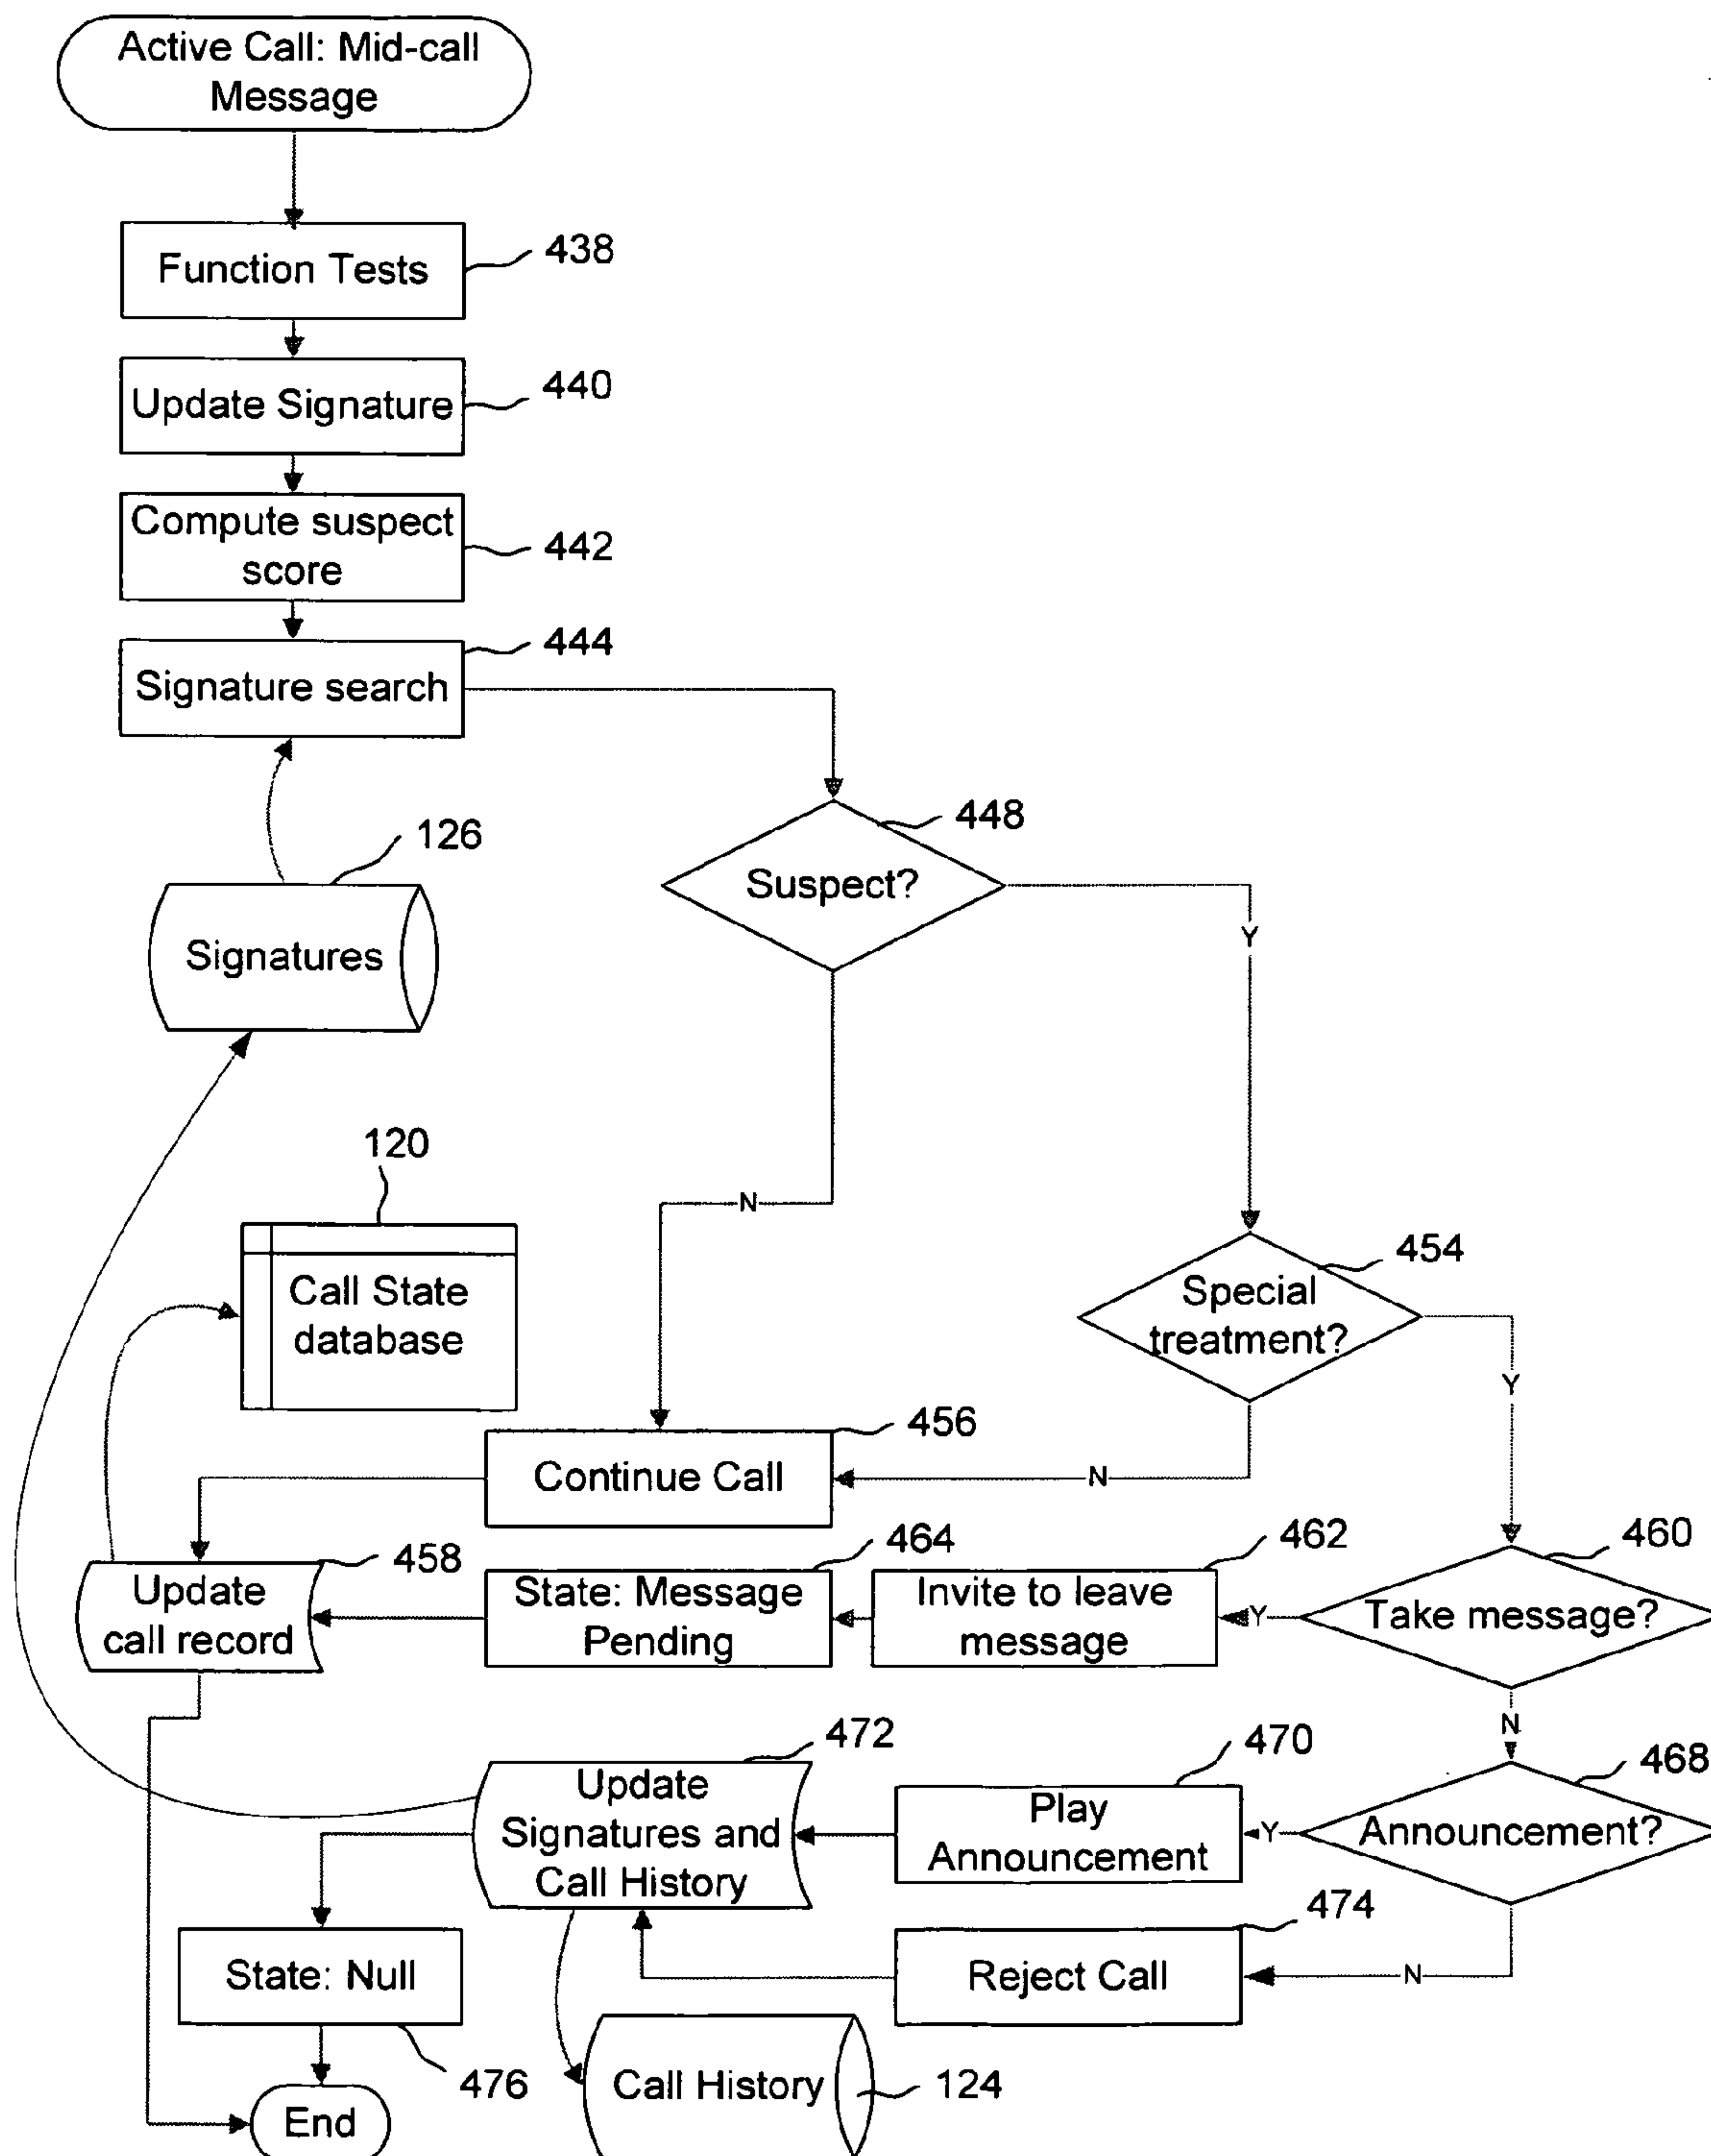 Active Call: Mid-call
Message
Function Tests
438
Update Signature
440
Compute suspect
score
442
Signature search
444
126
Signatures
Suspect?
448
Y
N
120
Call State
database
Special
treatment?
454
Y
N
Continue Call
456
Update
call record
458
State: Message
Pending
464
Invite to leave
message
462
Y
Take message?
460
N
472
Update
Signatures and
Call History
470
Play
Announcement
Y
Announcement?
468
N
474
Reject Call
State: Null
476
Call History
124
End